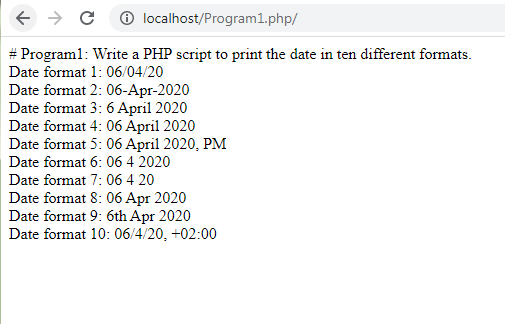 localhost/Program1.php/
# Program1: Write a PHP script to print the date in ten different formats.
Date format 1: 06/04/20
Date format 2: 06-Apr-2020
Date format 3: 6 April 2020
Date format 4: 06 April 2020
Date format 5: 06 April 2020, PM
Date format 6: 06 4 2020
Date format 7: 06 4 20
Date format 8: 06 Apr 2020
Date format 9: 6th Apr 2020
Date format 10: 06/4/20, +02:00